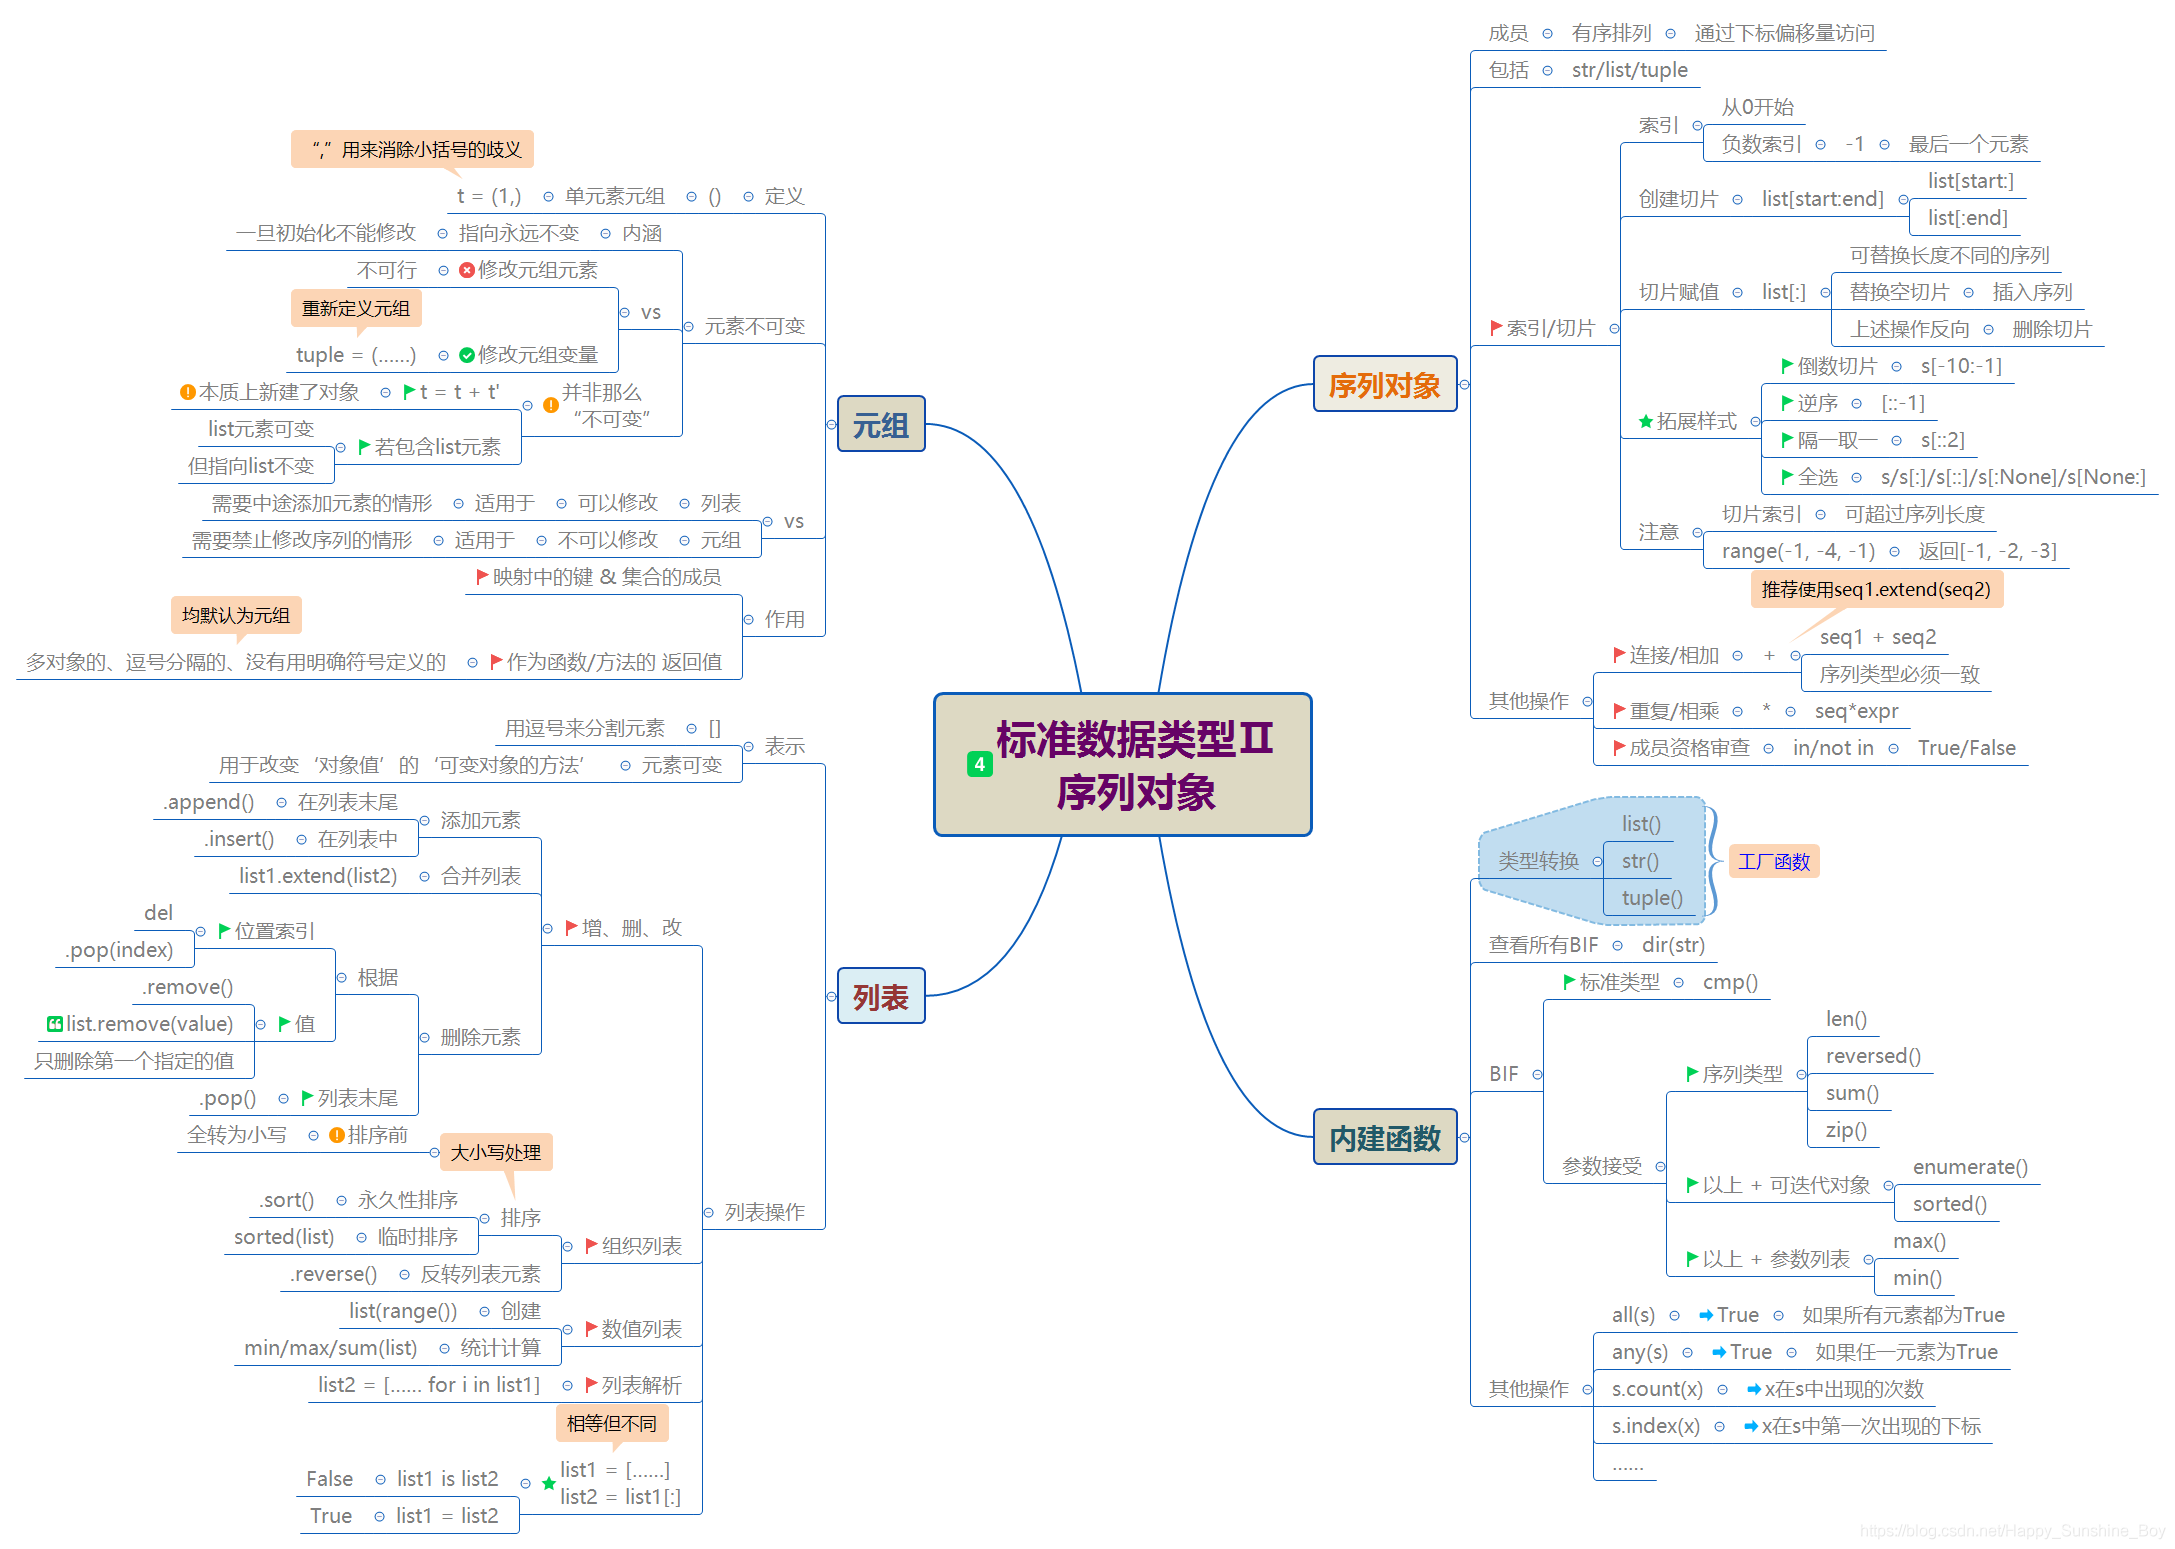 4
标准数据类型Ⅱ
序列对象
序列对象
成员 有序排列 通过下标偏移量访问
包括 str/list/tuple
索引/切片
索引
从0开始
负数索引 -1 最后一个元素
创建切片 list[start:end]
list[start:]
list[:end]
切片赋值 list[:]
可替换长度不同的序列
替换空切片 插入序列
上述操作反向 删除切片
拓展样式
倒数切片 s[-10:-1]
逆序 [::-1]
隔一取一 s[::2]
全选 s/s[:]/s[::]/s[:None]/s[None:]
注意
切片索引 可超过序列长度
range(-1, -4, -1) 返回[-1, -2, -3]
其他操作
推荐使用seq1.extend(seq2)
连接/相加 +
seq1 + seq2
序列类型必须一致
重复/相乘 * seq*expr
成员资格审查 in/not in True/False
内建函数
类型转换
list()
str()
tuple()
工厂函数
查看所有BIF dir(str)
BIF
标准类型 cmp()
参数接受
序列类型
len()
reversed()
sum()
zip()
以上 + 可迭代对象
enumerate()
sorted()
以上 + 参数列表
max()
min()
其他操作
all(s) True 如果所有元素都为True
any(s) True 如果任一元素为True
s.count(x) x在s中出现的次数
s.index(x) x在s中第一次出现的下标
......
元组
“,”用来消除小括号的歧义
t = (1,) 单元素元组 () 定义
元素不可变
一旦初始化不能修改 指向永远不变 内涵
vs
不可行 修改元组元素
重新定义元组
tuple = (......) 修改元组变量
并非那么
“不可变”
本质上新建了对象 t = t + t'
若包含list元素
list元素可变
但指向list不变
vs
需要中途添加元素的情形 适用于 可以修改 列表
需要禁止修改序列的情形 适用于 不可以修改 元组
作用
映射中的键 & 集合的成员
均默认为元组
多对象的、逗号分隔的、没有用明确符号定义的 作为函数/方法的 返回值
列表
表示
用逗号来分割元素 []
用于改变‘对象值’的‘可变对象的方法’ 元素可变
列表操作
增、删、改
添加元素
.append() 在列表末尾
.insert() 在列表中
list1.extend(list2) 合并列表
删除元素
根据
位置索引
del
.pop(index)
值
.remove()
list.remove(value)
只删除第一个指定的值
.pop() 列表末尾
组织列表
全转为小写 排序前
大小写处理
排序
.sort() 永久性排序
sorted(list) 临时排序
.reverse() 反转列表元素
数值列表
list(range()) 创建
min/max/sum(list) 统计计算
list2 = [...... for i in list1] 列表解析
相等但不同
list1 = [......]
list2 = list1[:]
False list1 is list2
True list1 = list2
https://blog.csdn.net/Happy_Sunshine_Boy